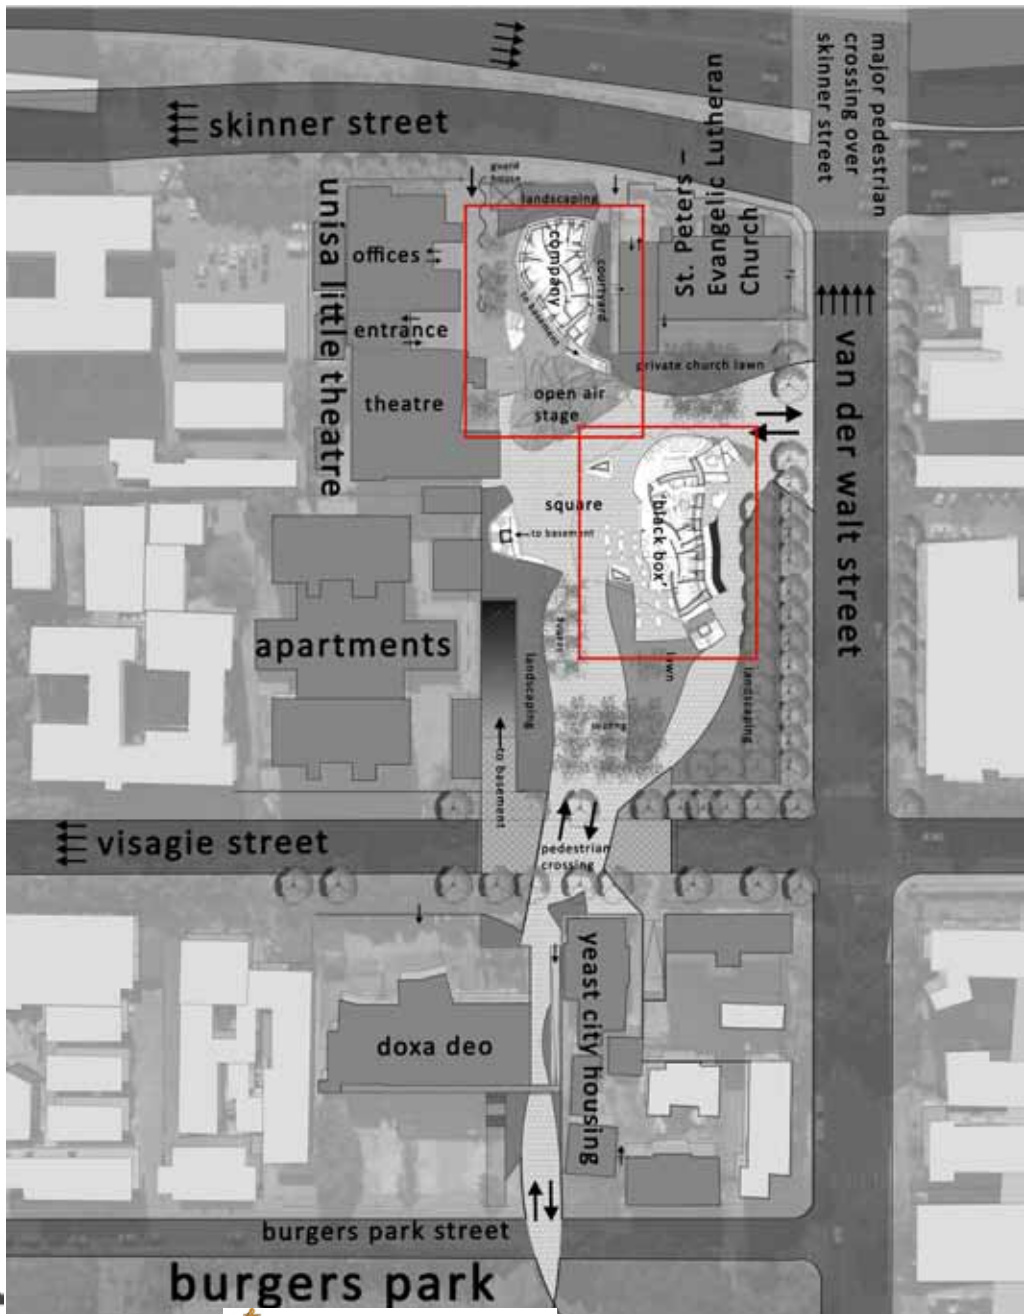 skinner street
major pedestrian
crossing over
skinner street
St. Peters –
Evangelic Lutheran
Church
guard
house
landscaping
unisa little theatre
offices
company
courtyard
to basement
entrance
private church lawn
theatre
open air
stage
van der walt street
square
'black box'
to basement
apartments
landscaping
lawn
landscaping
seating
to basement
visagie street
pedestrian
crossing
yeast city housing
doxa deo
burgers park street
burgers park